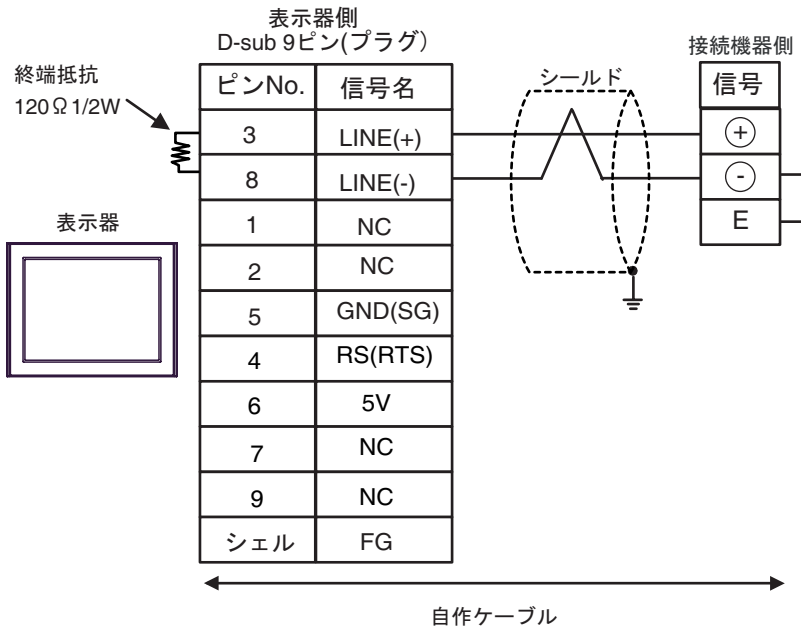 表示器側
D-sub 9ピン(プラグ)
接続機器側
終端抵抗
120Ω 1/2W
ピンNo. 信号名
シールド
信号
3 LINE(+)
+
8 LINE(-)
-
表示器
1 NC
E
2 NC
5 GND(SG)
4 RS(RTS)
6 5V
7 NC
9 NC
シェル FG
自作ケーブル